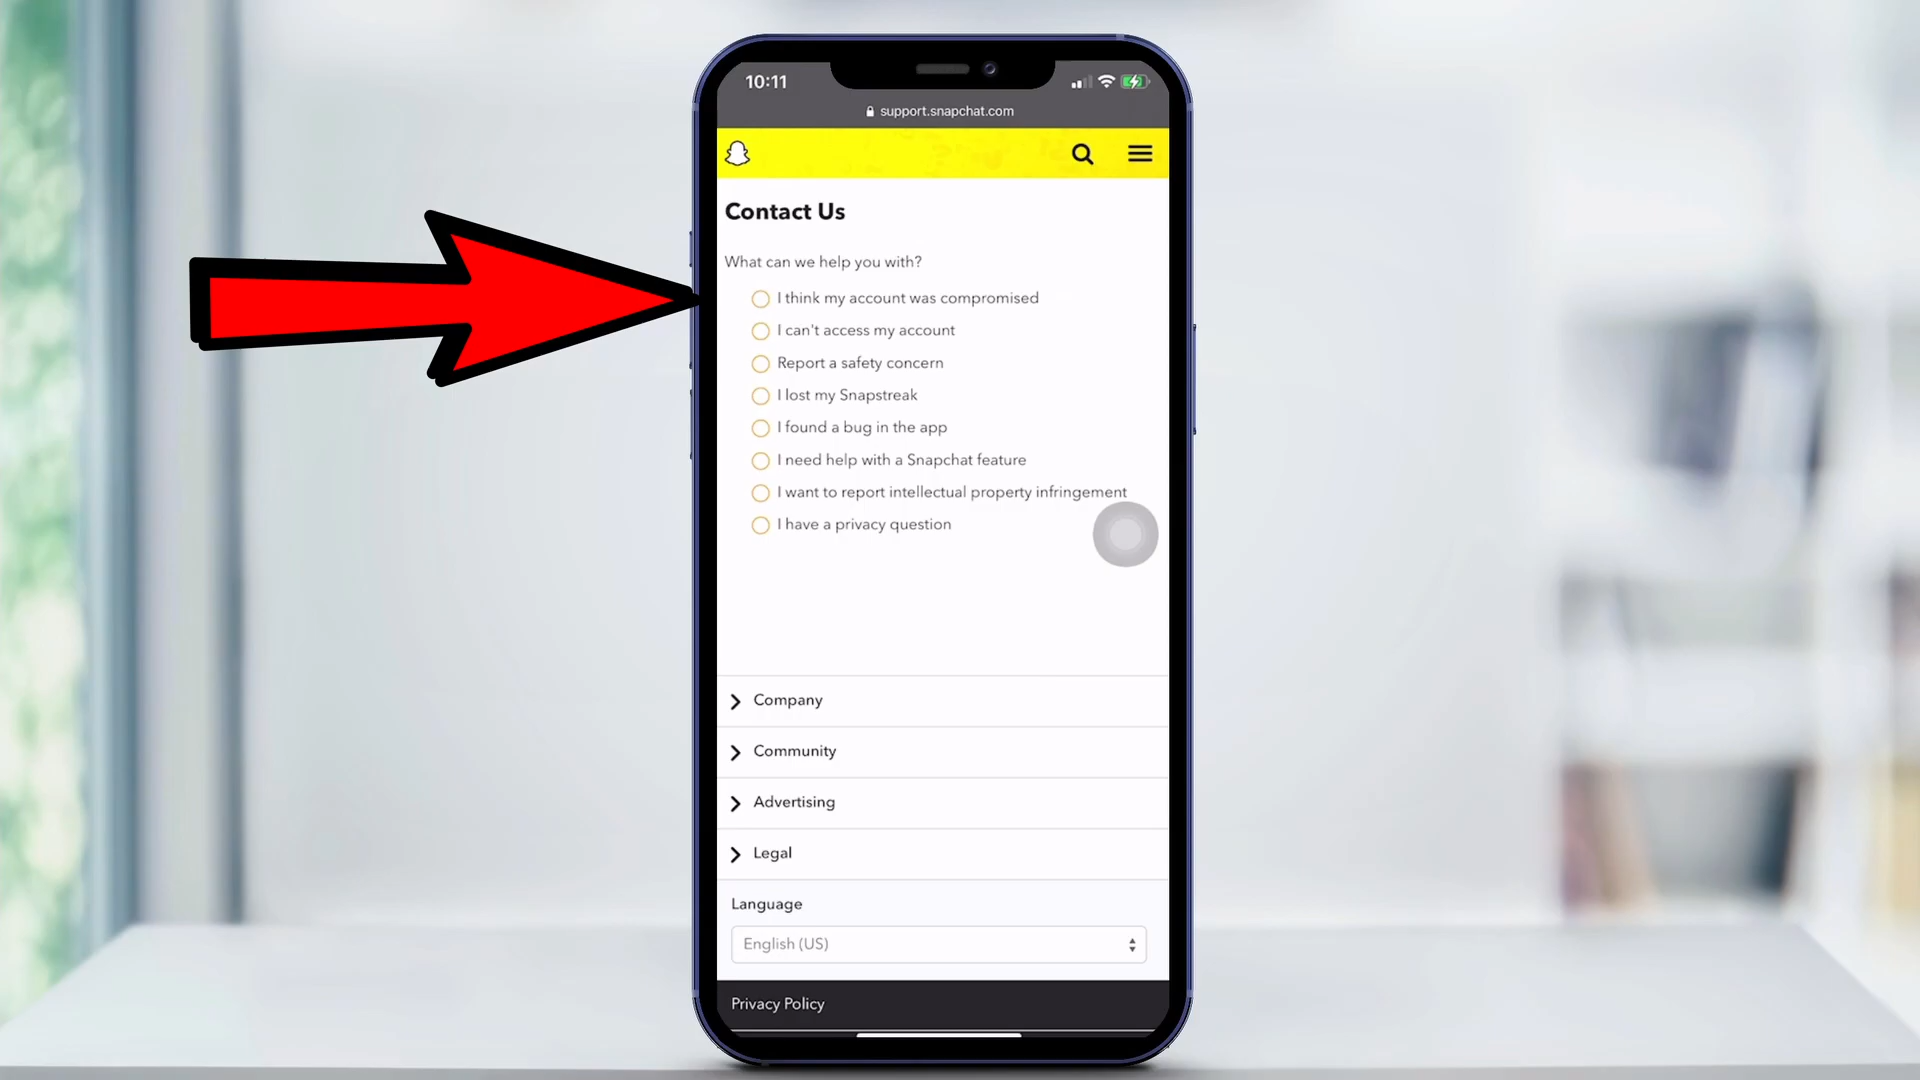 10:11
support.snapchat.com
Contact Us
What can we help you with?
I think my account was compromised
I can't access my account
Report a safety concern
I lost my Snapstreak
I found a bug in the app
I need help with a Snapchat feature
I want to report intellectual property infringement
I have a privacy question
Company
Community
Advertising
Legal
Language
English (US)
Privacy Policy